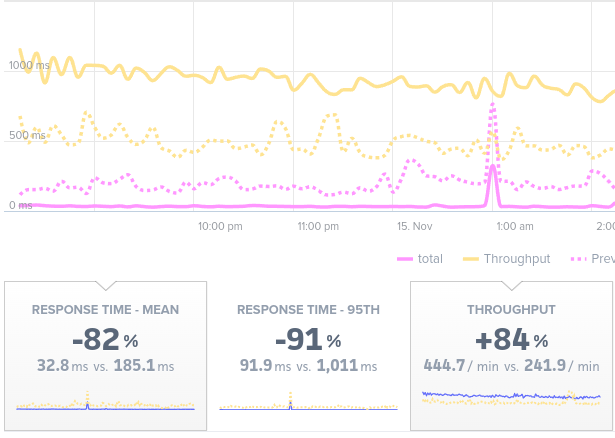 1000 ms
500 ms
0 ms
10:00 pm 11:00 pm 15. Nov 1:00 am 2:00
total Throughput Prev
RESPONSE TIME - MEAN RESPONSE TIME - 95TH THROUGHPUT
-82% -91% +84%
32.8 ms vs. 185.1 ms 91.9 ms vs. 1,011 ms 444.7 / min vs. 241.9 / min